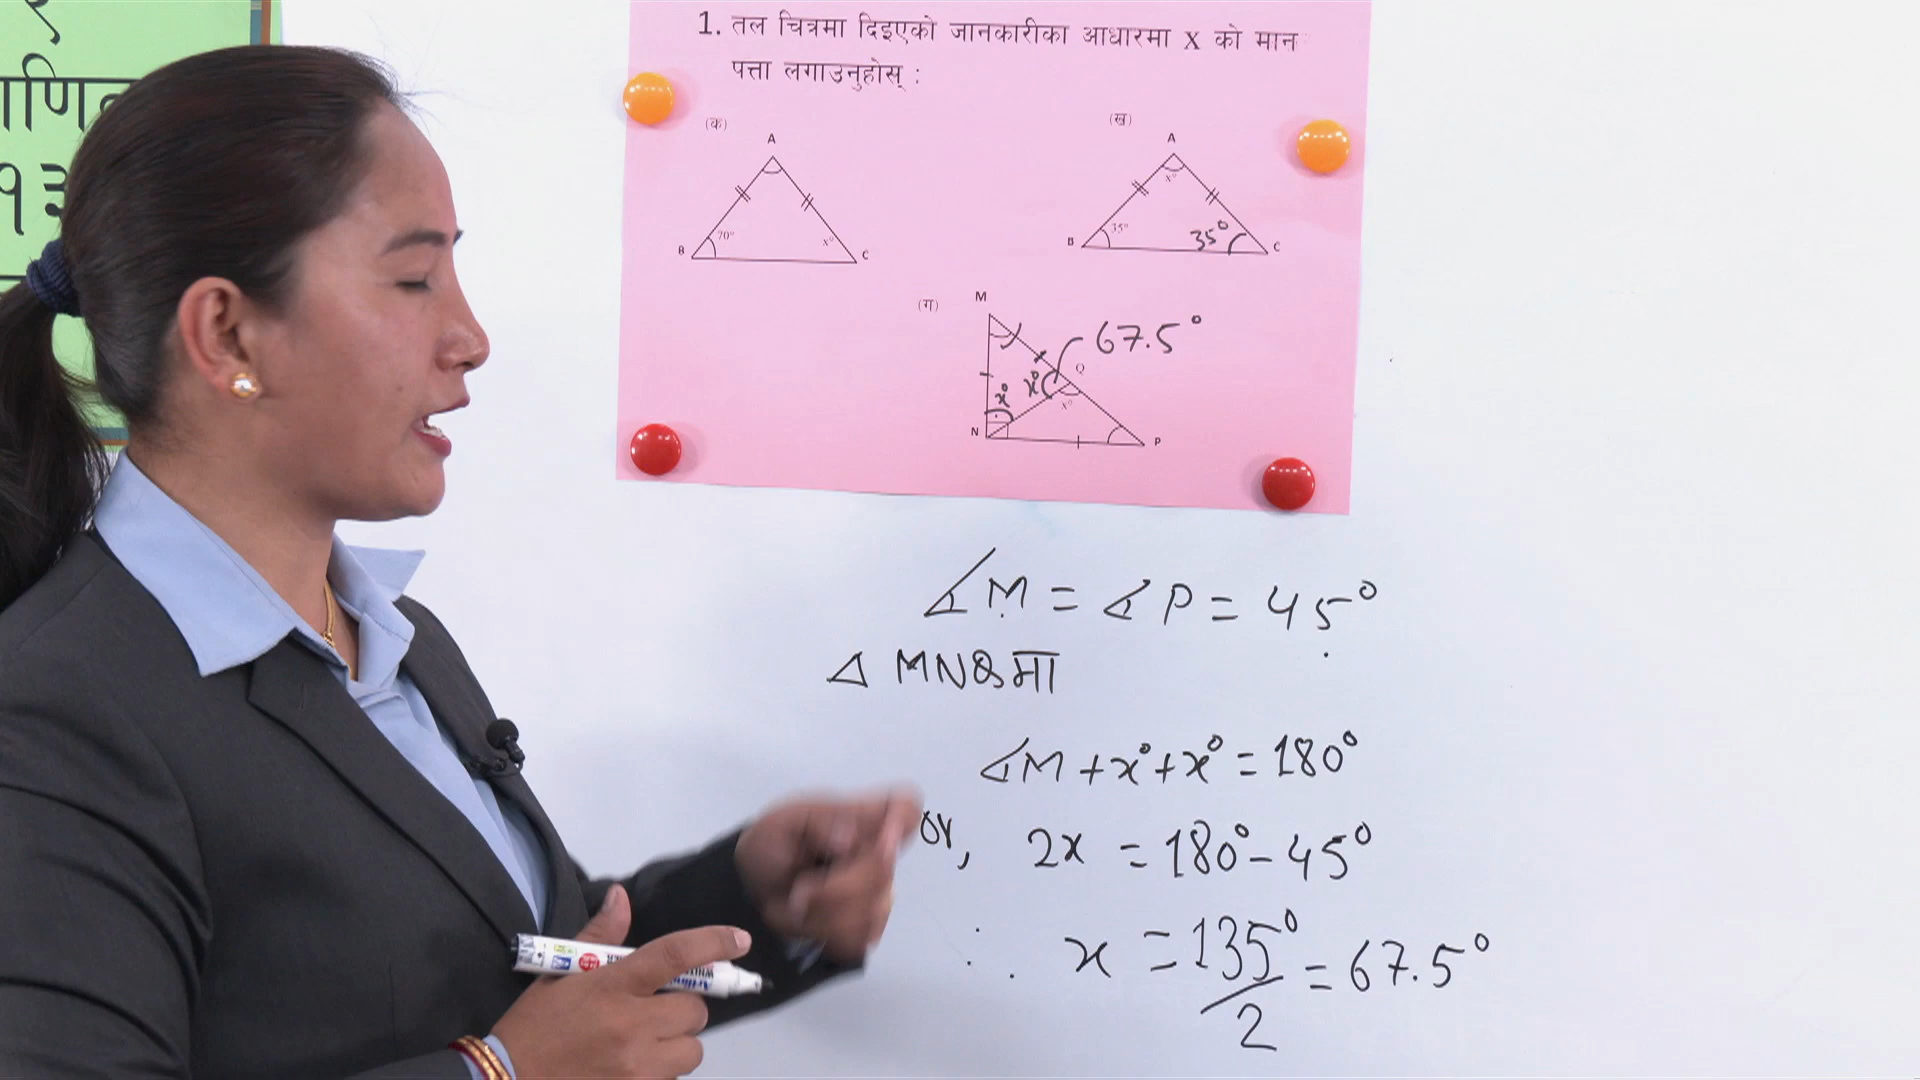 १३
1. तल चित्रमा दिइएको जानकारीका आधारमा X को मान
पत्ता लगाउनुहोस् :
(क)
A
70°
x°
B
C
(ख)
A
x°
35°
35°
B
C
(ग)
M
67.5°
Q
x°
x°
x°
N
P
∡M = ∡P = 45°
△ MNQमा
∡M + x° + x° = 180°
or, 2x = 180° - 45°
∴ x = 135°/2 = 67.5°